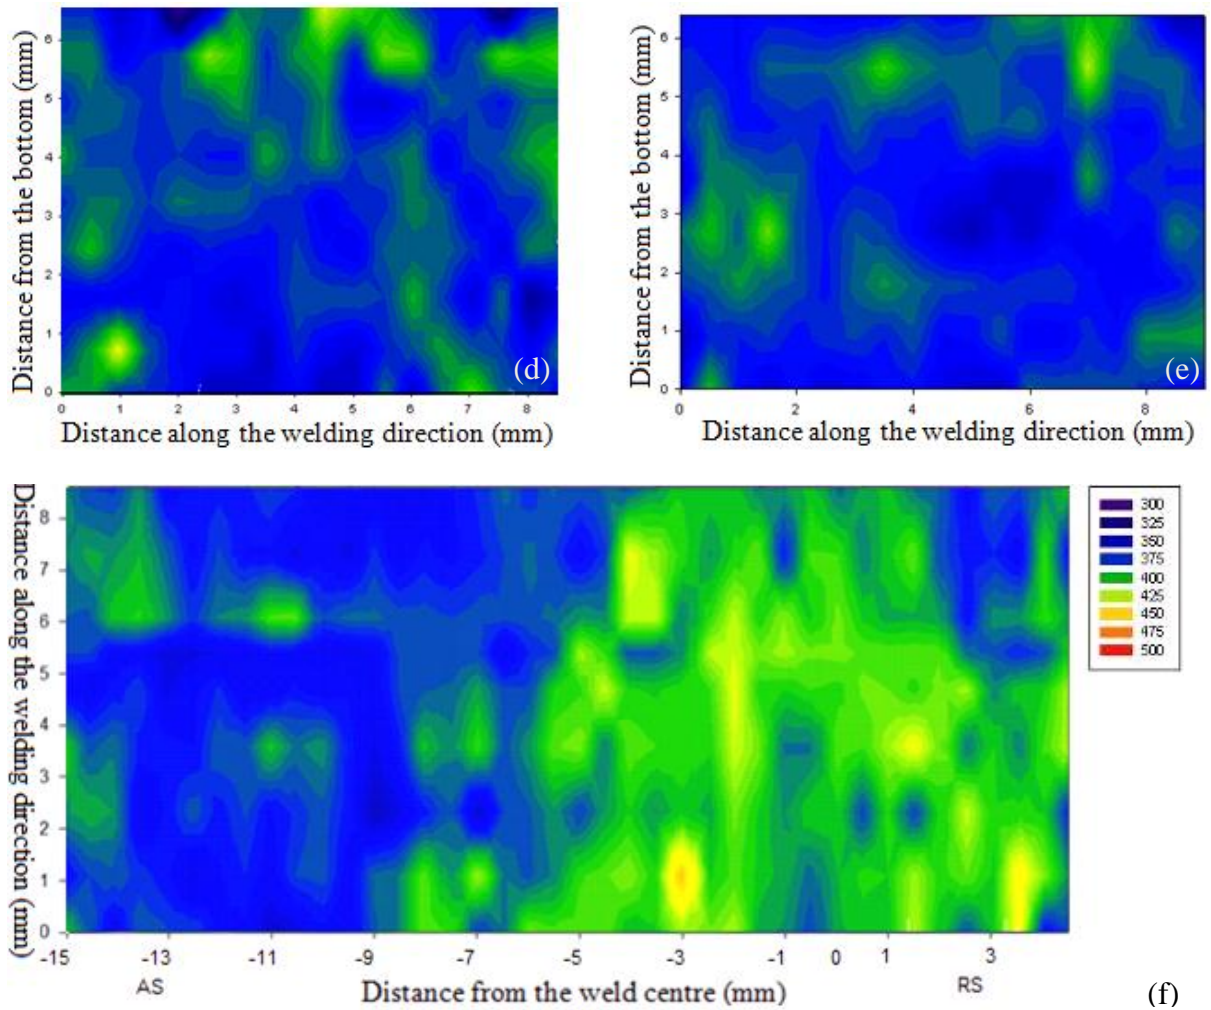 Distance from the bottom (mm)
6
5
4
3
2
1
0
0 1 2 3 4 5 6 7 8
(d)
Distance along the welding direction (mm)
Distance from the bottom (mm)
6
5
4
3
2
1
0
0 2 4 6 8
(e)
Distance along the welding direction (mm)
Distance along the welding direction (mm)
8
7
6
5
4
3
2
1
0
-15 -13 -11 -9 -7 -5 -3 -1 0 1 3
AS
RS
Distance from the weld centre (mm)
(f)
300
325
350
375
400
425
450
475
500